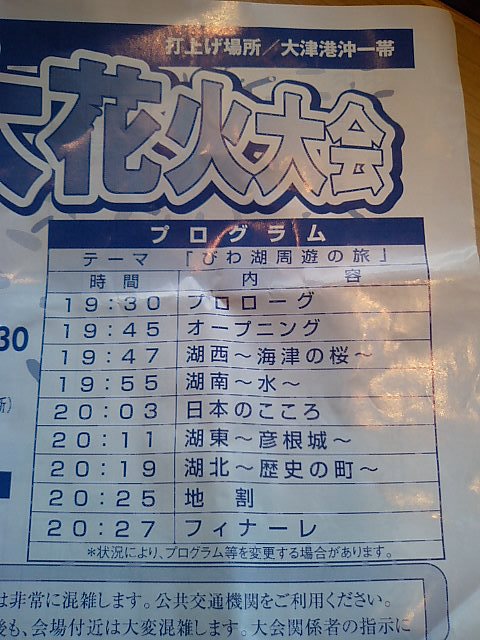 打上げ場所／大津港沖一帯
大花火大会
プログラム
テーマ 「びわ湖周遊の旅」
時間 内 容
19:30 プロローグ
19:45 オープニング
19:47 湖西～海津の桜～
19:55 湖南～水～
20:03 日本のこころ
20:11 湖東～彦根城～
20:19 湖北～歴史の町～
20:25 地 割
20:27 フィナーレ
*状況により、プログラム等を変更する場合があります。
30
は非常に混雑します。公共交通機関をご利用ください。
後も、会場付近は大変混雑します。大会関係者の指示に